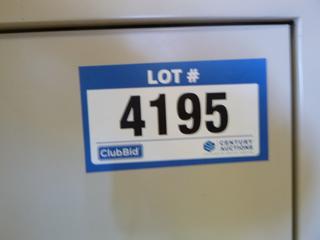 LOT #
4195
ClubBid CENTURY AUCTIONS